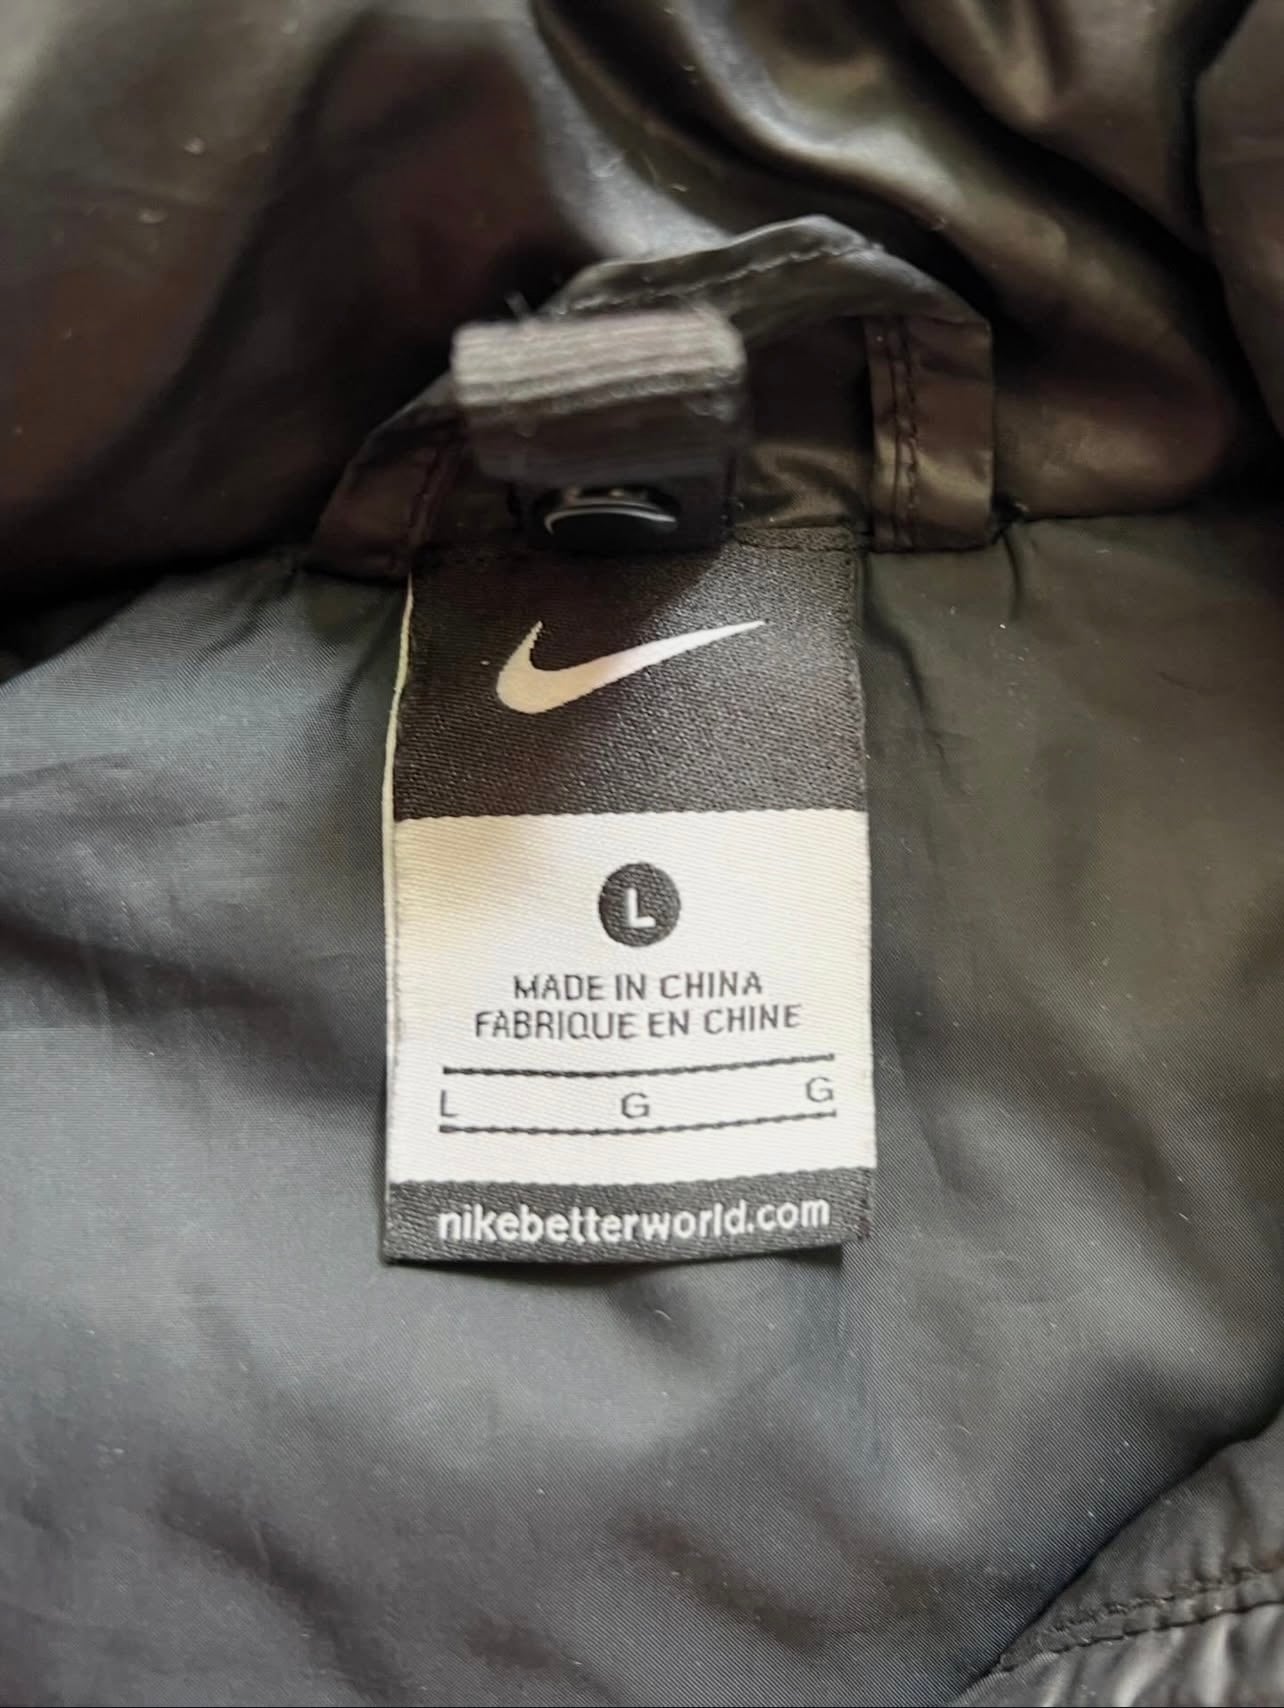 L
MADE IN CHINA
FABRIQUE EN CHINE
L G G
nikebetterworld.com